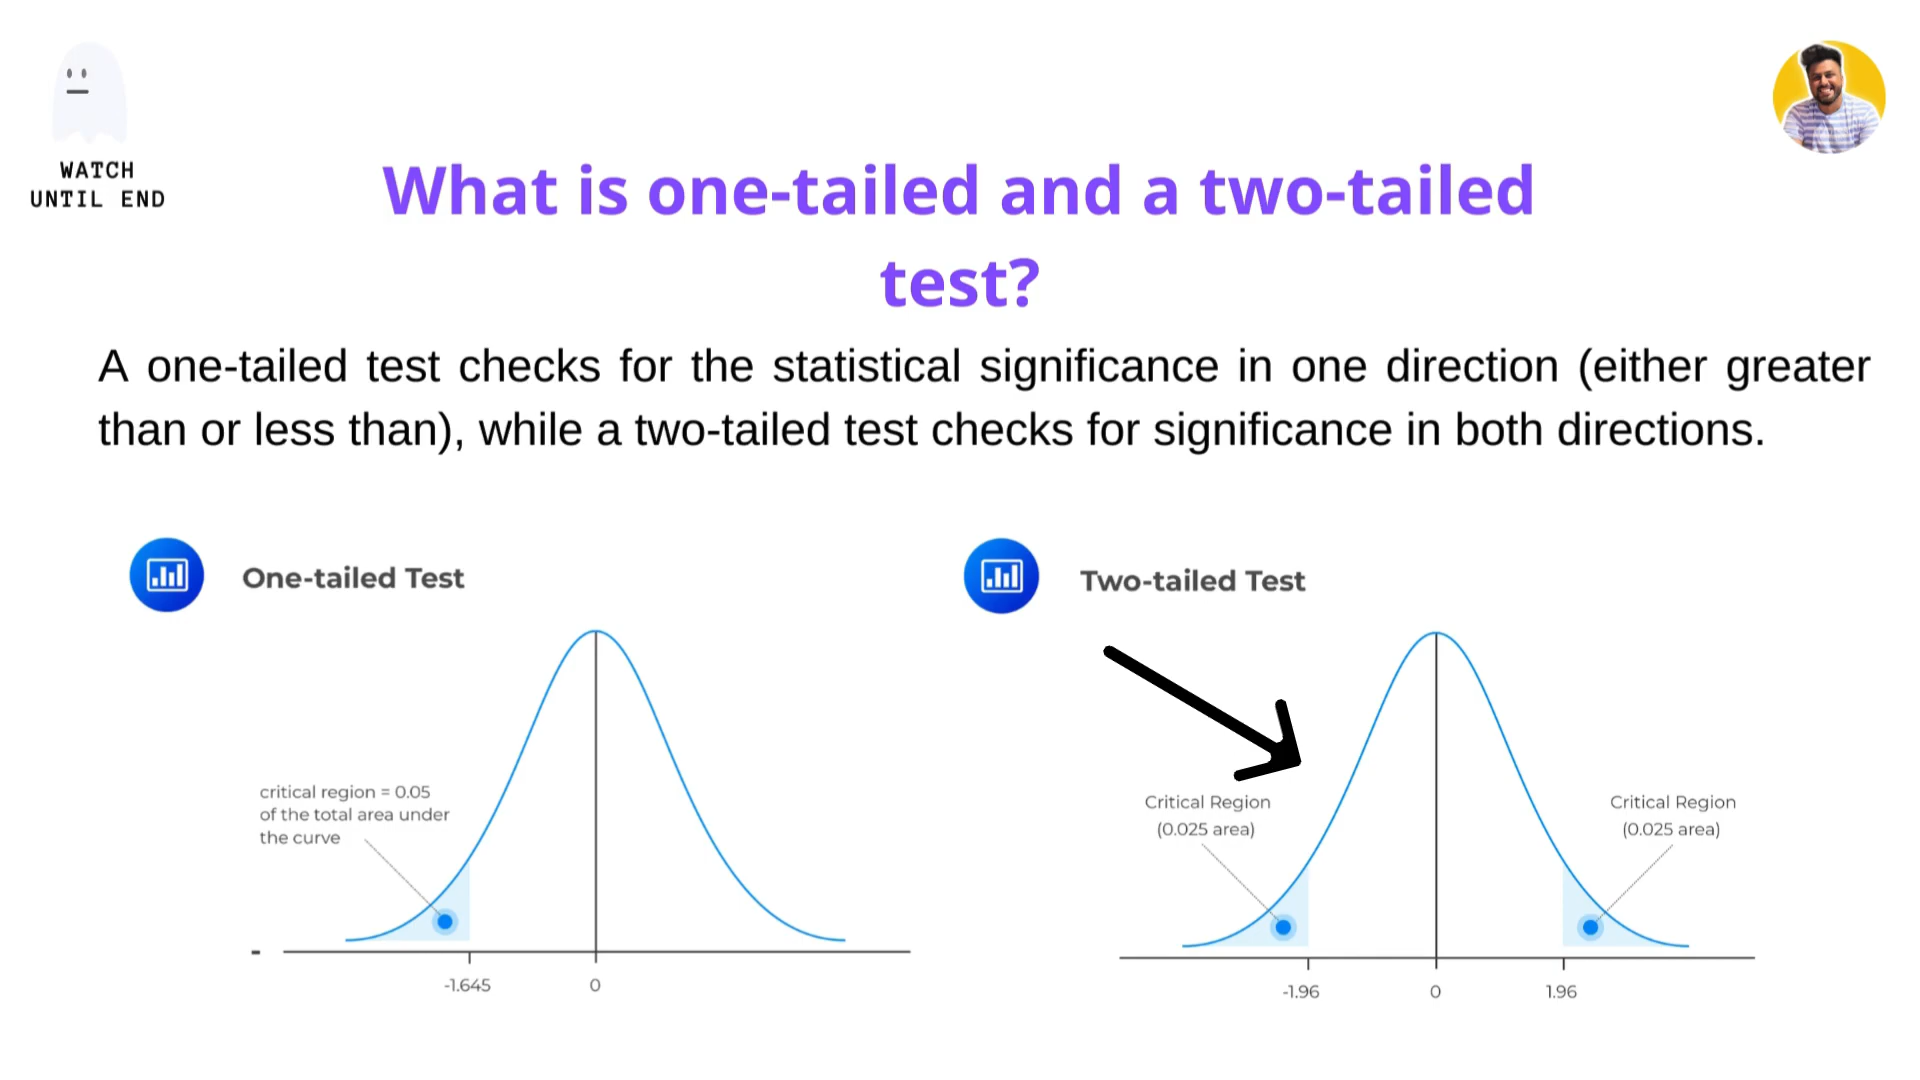 WATCH
UNTIL END
What is one-tailed and a two-tailed
test?
A one-tailed test checks for the statistical significance in one direction (either greater
than or less than), while a two-tailed test checks for significance in both directions.
One-tailed Test
critical region = 0.05
of the total area under
the curve
-
-1.645
0
Two-tailed Test
Critical Region
(0.025 area)
Critical Region
(0.025 area)
-1.96
0
1.96